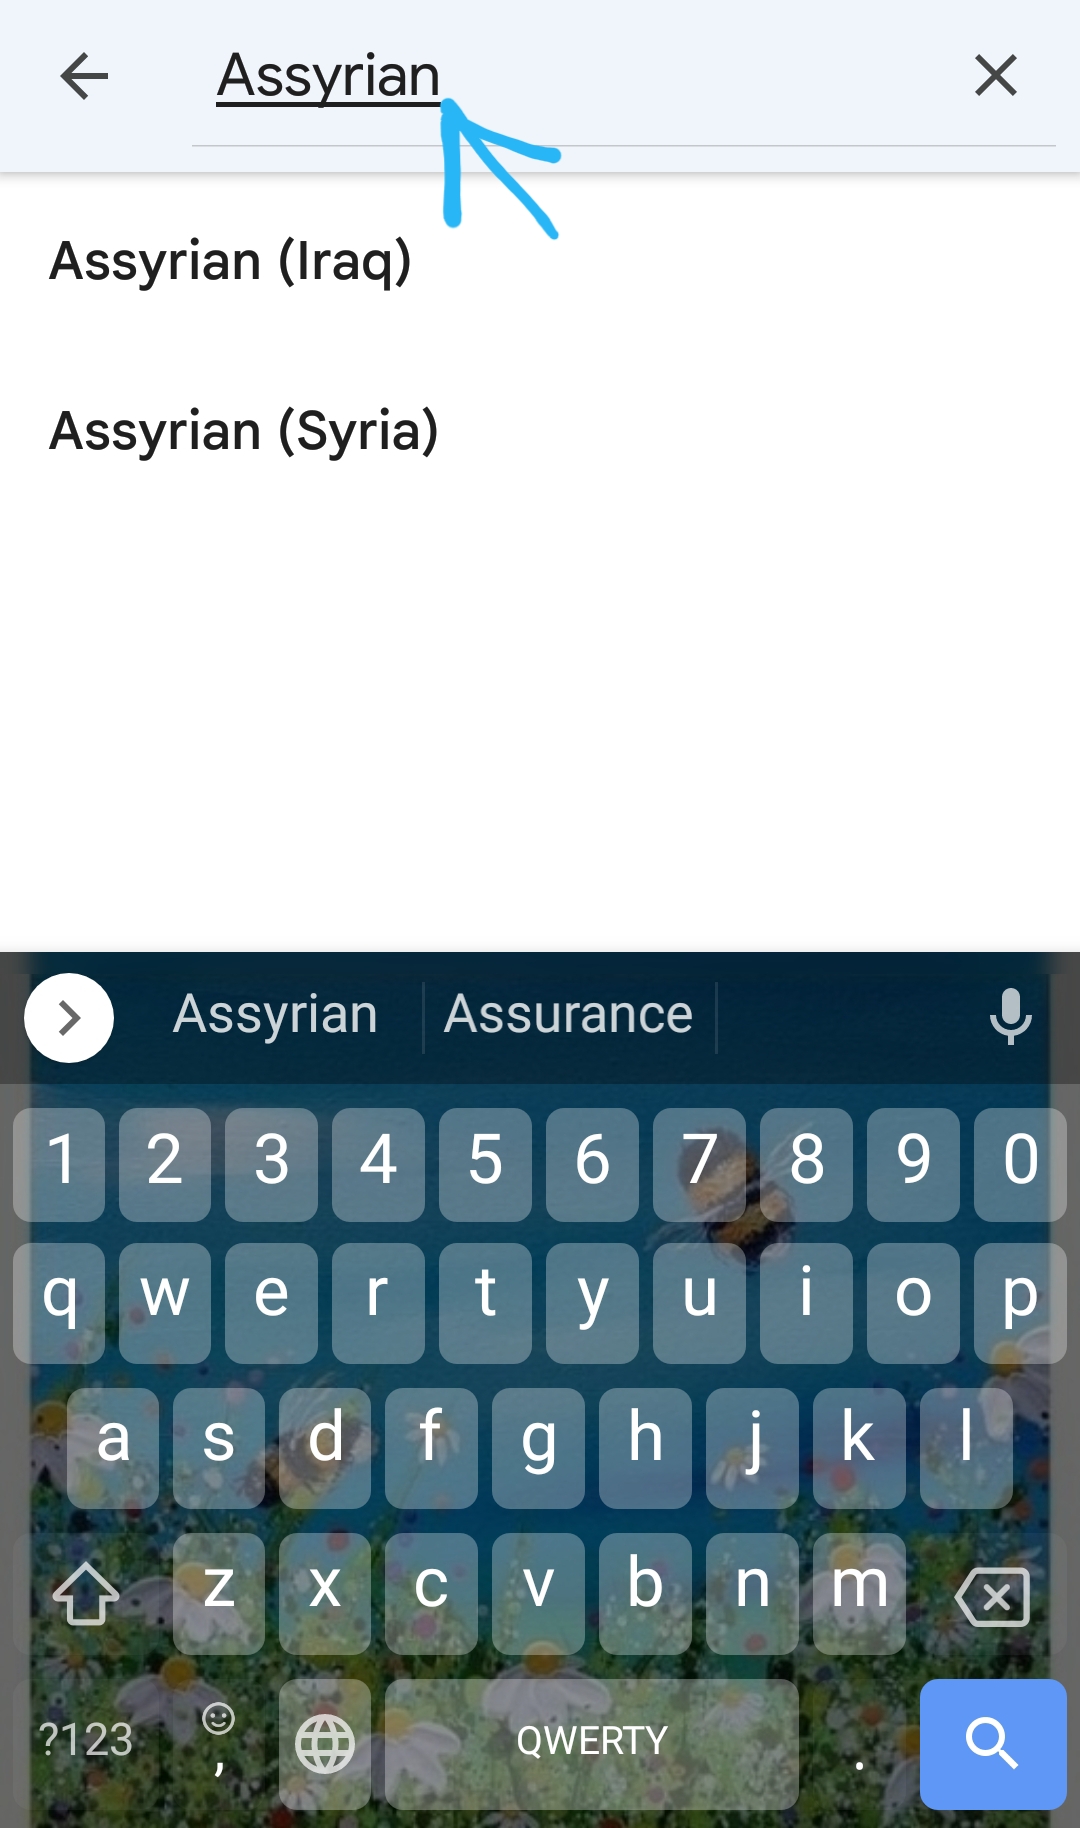 Assyrian
Assyrian (Iraq)
Assyrian (Syria)
Assyrian Assurance
1 2 3 4 5 6 7 8 9 0
q w e r t y u i o p
a s d f g h j k l
z x c v b n m
?123 , QWERTY .